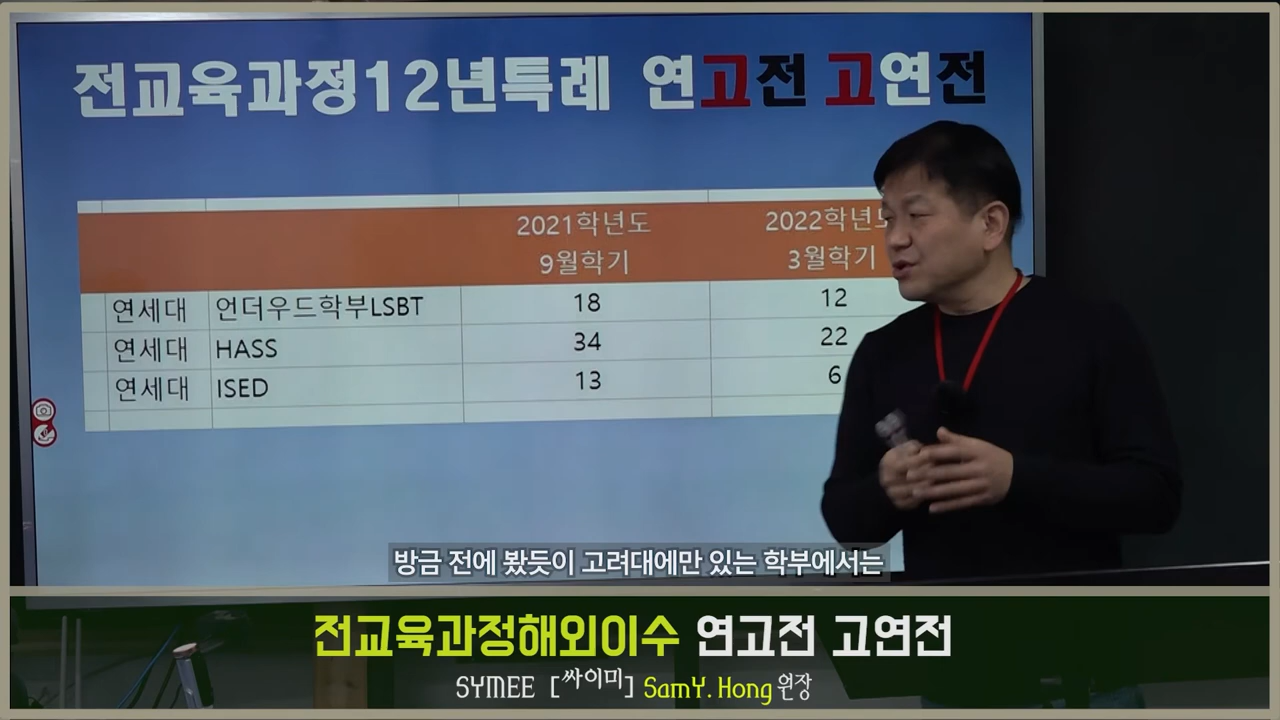 전교육과정12년특례 연고전 고연전
2021학년도 2022학년도
9월학기 3월학기
연세대 언더우드학부LSBT 18 12
연세대 HASS 34 22
연세대 ISED 13 6
방금 전에 봤듯이 고려대에만 있는 학부에서는
전교육과정해외이수 연고전 고연전
SYMEE [싸이미] SamY. Hong 원장